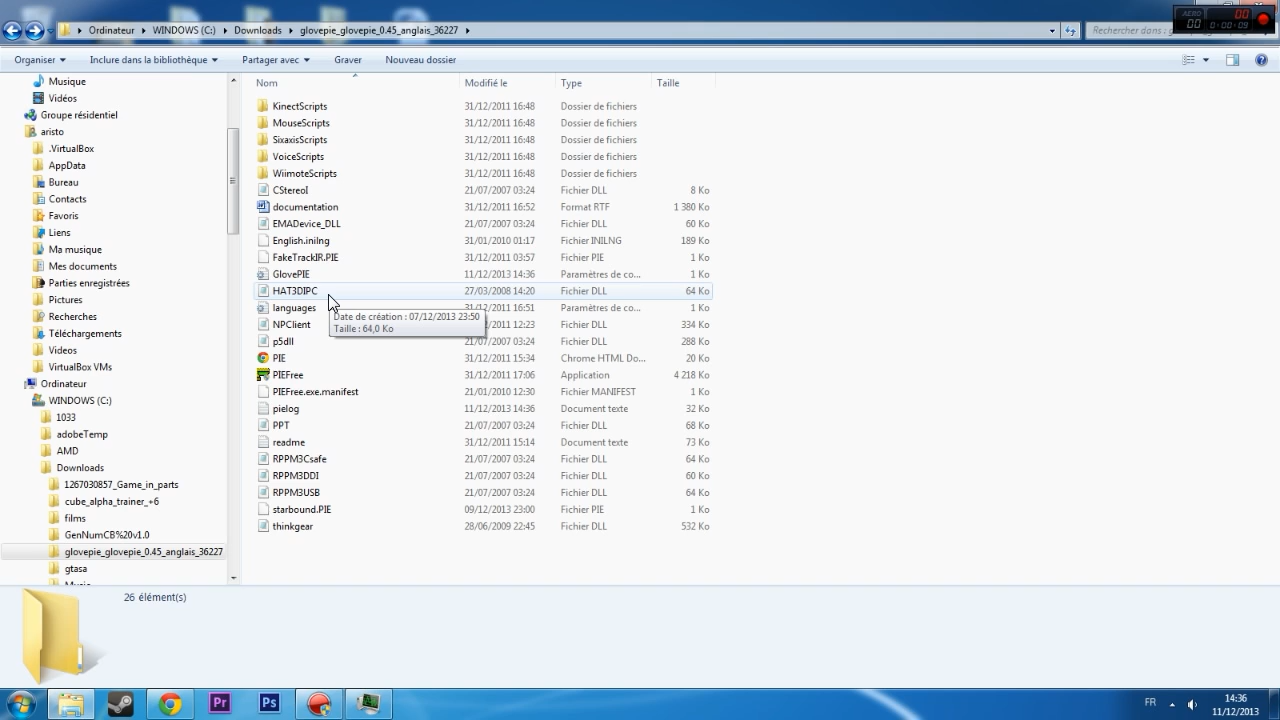 Ordinateur WINDOWS (C:) Downloads glovepie_glovepie_0.45_anglais_36227
Rechercher dans :
AERO 00
00 0:00:09
Organiser Inclure dans la bibliothèque Partager avec Graver Nouveau dossier
Musique
Vidéos
Groupe résidentiel
aristo
.VirtualBox
AppData
Bureau
Contacts
Favoris
Liens
Ma musique
Mes documents
Parties enregistrées
Pictures
Recherches
Téléchargements
Videos
VirtualBox VMs
Ordinateur
WINDOWS (C:)
1033
adobeTemp
AMD
Downloads
1267030857_Game_in_parts
cube_alpha_trainer_+6
films
GenNumCB%20v1.0
glovepie_glovepie_0.45_anglais_36227
gtasa
Music
Nom Modifié le Type Taille
KinectScripts 31/12/2011 16:48 Dossier de fichiers
MouseScripts 31/12/2011 16:48 Dossier de fichiers
SixaxisScripts 31/12/2011 16:48 Dossier de fichiers
VoiceScripts 31/12/2011 16:48 Dossier de fichiers
WiimoteScripts 31/12/2011 16:48 Dossier de fichiers
CStereoI 21/07/2007 03:24 Fichier DLL 8 Ko
documentation 31/12/2011 16:52 Format RTF 1 380 Ko
EMADevice_DLL 21/07/2007 03:24 Fichier DLL 60 Ko
English.inilng 31/01/2010 01:17 Fichier INILNG 189 Ko
FakeTrackIR.PIE 31/12/2011 03:57 Fichier PIE 1 Ko
GlovePIE 11/12/2013 14:36 Paramètres de co... 1 Ko
HAT3DIPC 27/03/2008 14:20 Fichier DLL 64 Ko
languages 31/12/2011 16:51 Paramètres de co... 1 Ko
Date de création : 07/12/2013 23:50
Taille : 64,0 Ko
NPClient 12:23 Fichier DLL 334 Ko
p5dll 21/07/2007 03:24 Fichier DLL 288 Ko
PIE 31/12/2011 15:34 Chrome HTML Do... 20 Ko
PIEFree 31/12/2011 17:06 Application 4 218 Ko
PIEFree.exe.manifest 21/01/2010 12:30 Fichier MANIFEST 1 Ko
pielog 11/12/2013 14:36 Document texte 32 Ko
PPT 21/07/2007 03:24 Fichier DLL 68 Ko
readme 31/12/2011 15:14 Document texte 73 Ko
RPPM3Csafe 21/07/2007 03:24 Fichier DLL 64 Ko
RPPM3DDI 21/07/2007 03:24 Fichier DLL 60 Ko
RPPM3USB 21/07/2007 03:24 Fichier DLL 64 Ko
starbound.PIE 09/12/2013 23:00 Fichier PIE 1 Ko
thinkgear 28/06/2009 22:45 Fichier DLL 532 Ko
26 élément(s)
Pr Ps
FR
14:36
11/12/2013